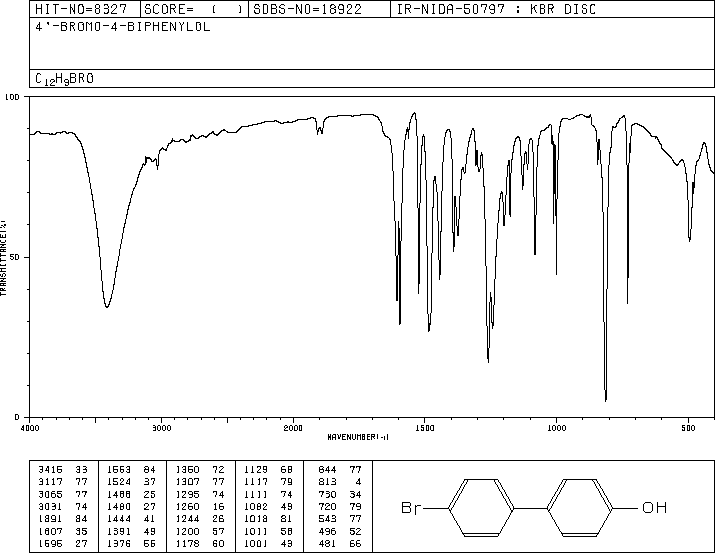 HIT-NO=8327 SCORE= ( ) SDBS-NO=18922 IR-NIDA-50797 : KBR DISC
4'-BROMO-4-BIPHENYLOL
C12H9BRO
100
50
0
TRANSMITTANCE(%)
4000 3000 2000 1500 1000 500
WAVENUMBER(-1)
3415 33 1553 84 1350 72 1129 68 844 77
3117 77 1524 37 1307 77 1117 79 813 4
3065 77 1488 25 1295 74 1111 74 730 34
3031 74 1480 27 1260 16 1082 49 720 79
1891 84 1444 41 1244 26 1018 81 543 77
1607 35 1391 49 1200 57 1011 58 496 52
1595 27 1376 55 1178 60 1001 43 481 66
Br OH